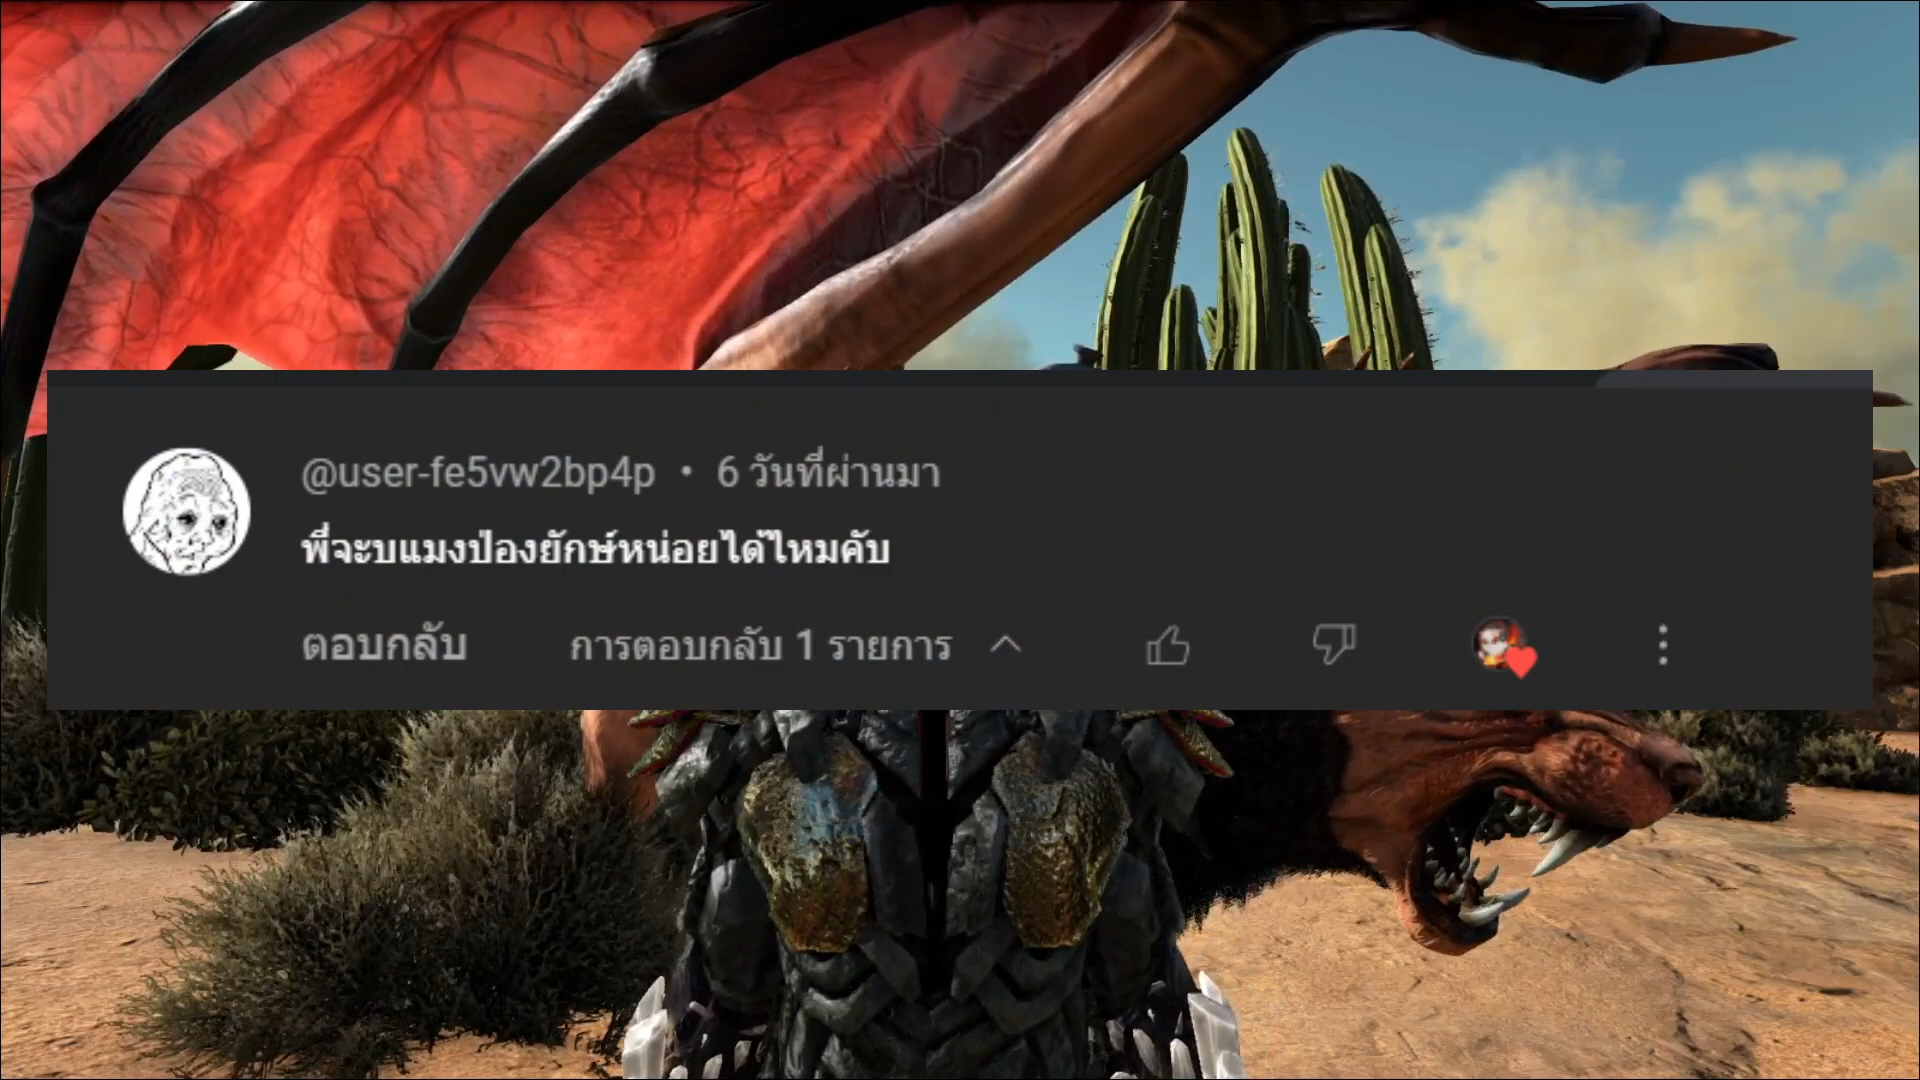 @user-fe5vw2bp4p • 6 วันที่ผ่านมา
พี่จะบแมงป่องยักษ์หน่อยได้ไหมคับ
ตอบกลับ การตอบกลับ 1 รายการ